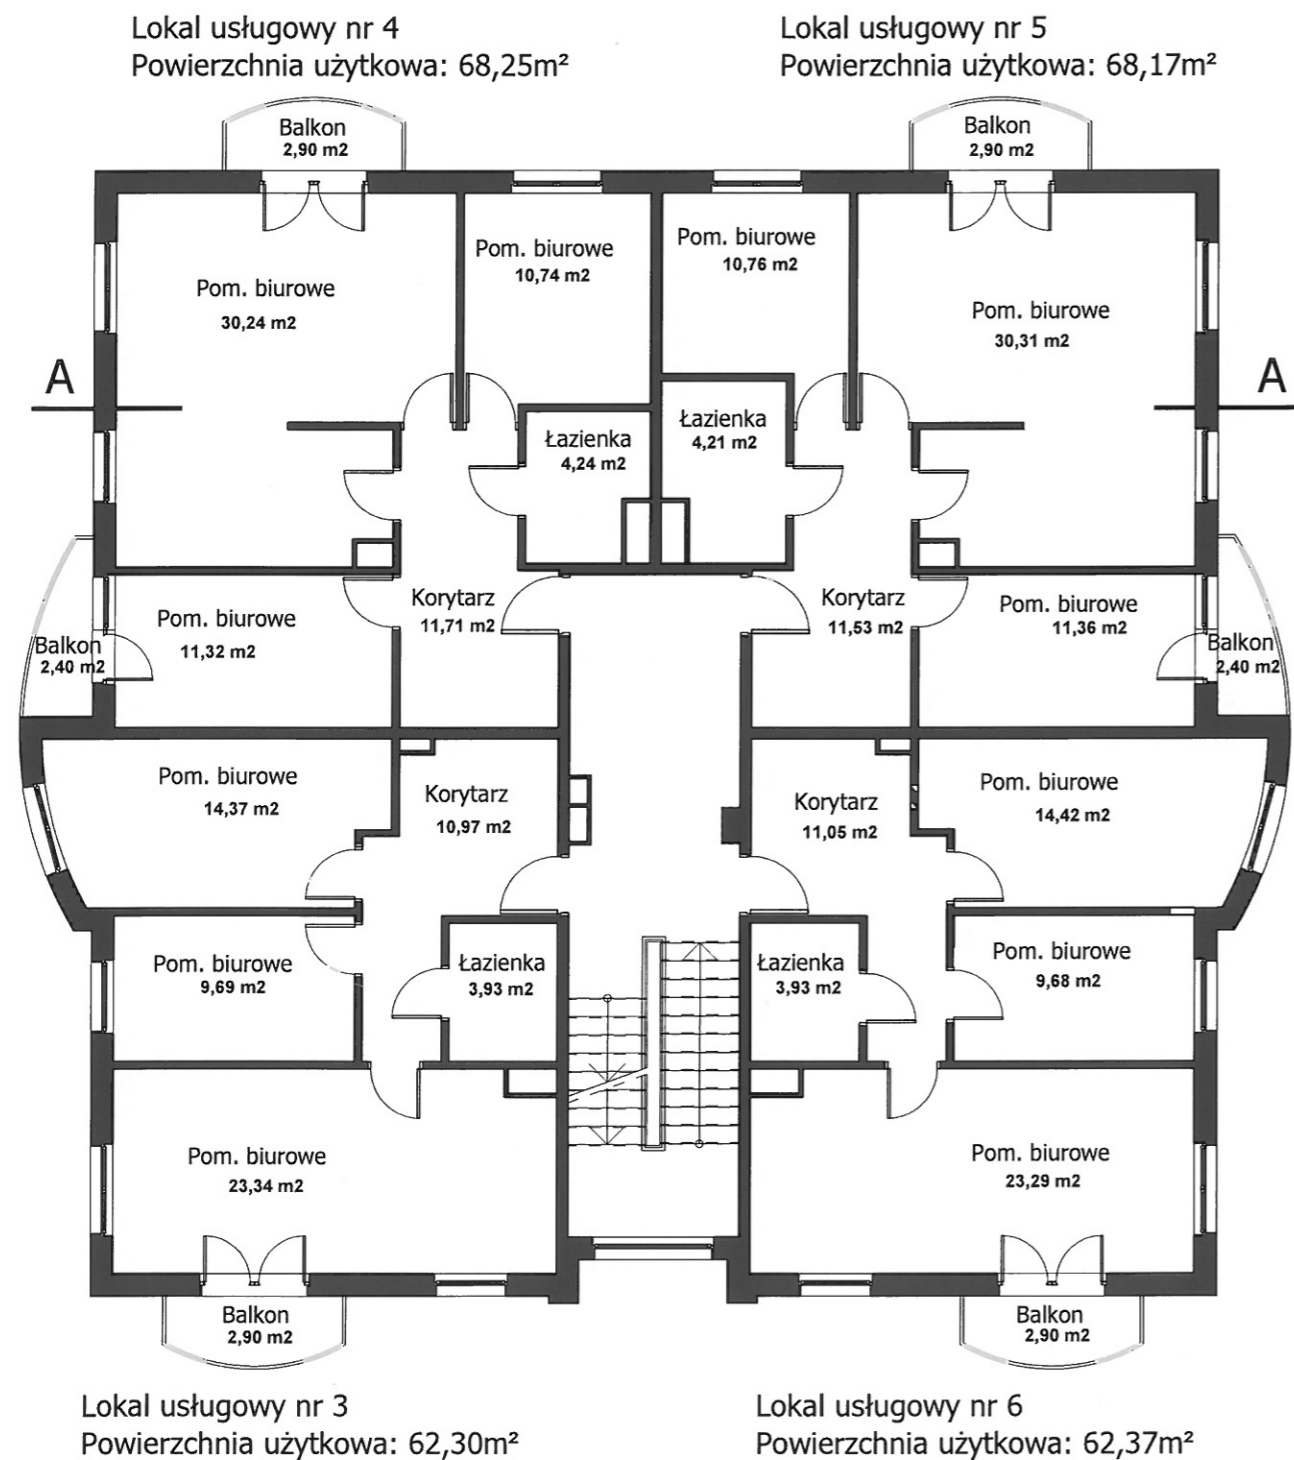 Lokal usługowy nr 4
Powierzchnia użytkowa: 68,25m²
Lokal usługowy nr 5
Powierzchnia użytkowa: 68,17m²
Balkon
2,90 m2
Balkon
2,90 m2
Pom. biurowe
30,24 m2
Pom. biurowe
10,74 m2
Pom. biurowe
10,76 m2
Pom. biurowe
30,31 m2
A
A
Łazienka
4,24 m2
Łazienka
4,21 m2
Balkon
2,40 m2
Pom. biurowe
11,32 m2
Korytarz
11,71 m2
Korytarz
11,53 m2
Pom. biurowe
11,36 m2
Balkon
2,40 m2
Pom. biurowe
14,37 m2
Korytarz
10,97 m2
Korytarz
11,05 m2
Pom. biurowe
14,42 m2
Pom. biurowe
9,69 m2
Łazienka
3,93 m2
Łazienka
3,93 m2
Pom. biurowe
9,68 m2
Pom. biurowe
23,34 m2
Pom. biurowe
23,29 m2
Balkon
2,90 m2
Balkon
2,90 m2
Lokal usługowy nr 3
Powierzchnia użytkowa: 62,30m²
Lokal usługowy nr 6
Powierzchnia użytkowa: 62,37m²